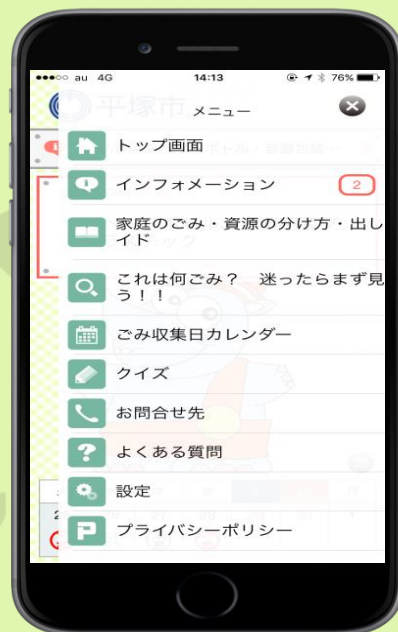 au 4G 14:13 76%
平塚市 メニュー
トップ画面
インフォメーション 2
家庭のごみ・資源の分け方・出し
イド
これは何ごみ？ 迷ったらまず見
う！！
ごみ収集日カレンダー
クイズ
お問合せ先
よくある質問
設定
プライバシーポリシー